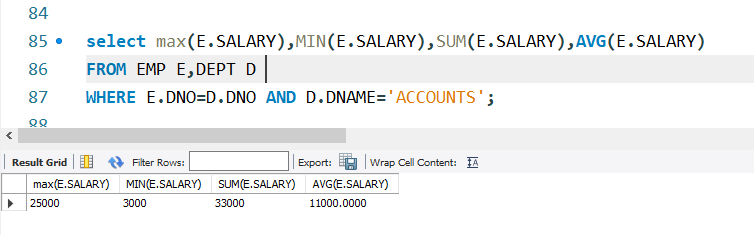 84
85 select max(E.SALARY),MIN(E.SALARY),SUM(E.SALARY),AVG(E.SALARY)
86 FROM EMP E,DEPT D
87 WHERE E.DNO=D.DNO AND D.DNAME='ACCOUNTS';
88
Result Grid Filter Rows: Export: Wrap Cell Content: IA
max(E.SALARY) MIN(E.SALARY) SUM(E.SALARY) AVG(E.SALARY)
25000 3000 33000 11000.0000